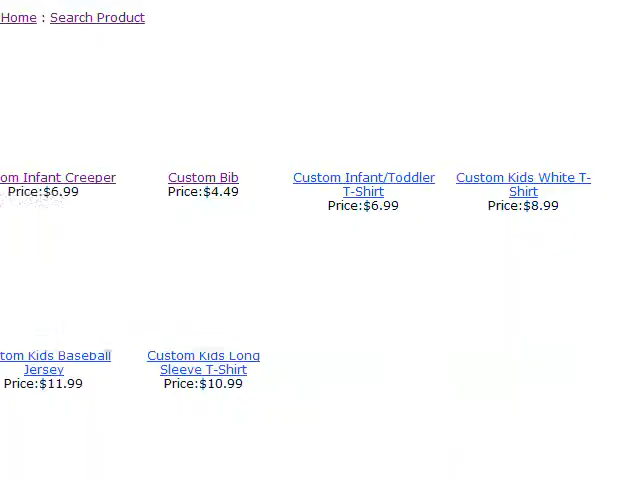 Home : Search Product
om Infant Creeper
Price:$6.99
Custom Bib
Price:$4.49
Custom Infant/Toddler
T-Shirt
Price:$6.99
Custom Kids White T-
Shirt
Price:$8.99
tom Kids Baseball
Jersey
Price:$11.99
Custom Kids Long
Sleeve T-Shirt
Price:$10.99